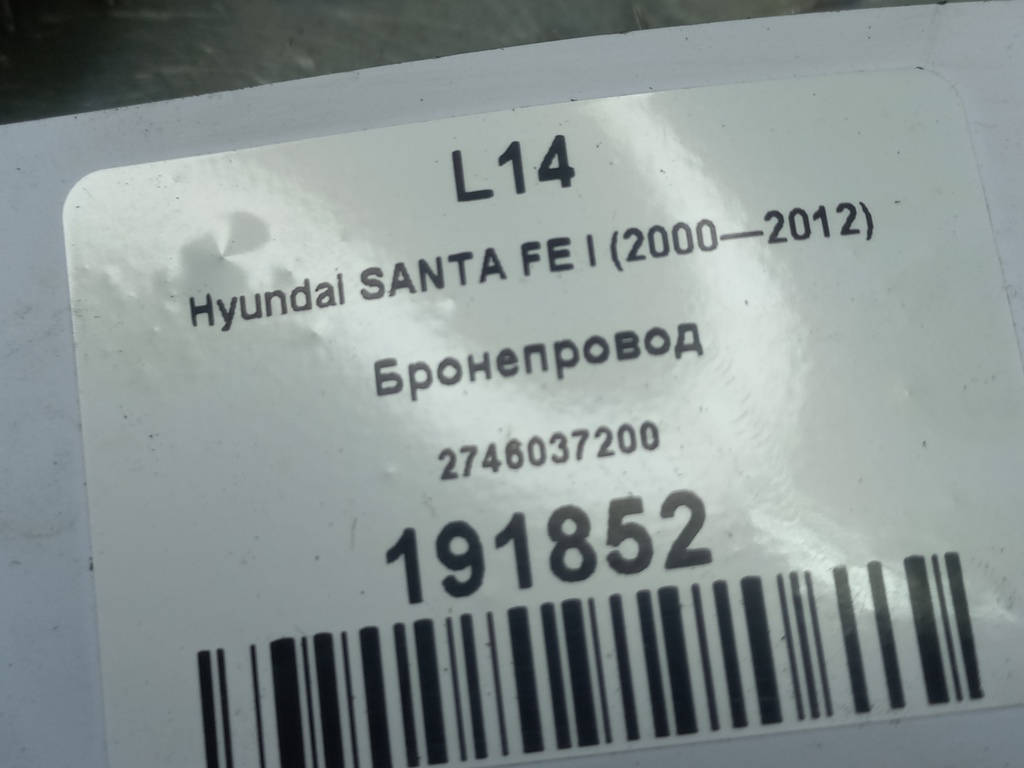 L14
Hyundai SANTA FE I (2000—2012)
Бронепровод
2746037200
191852